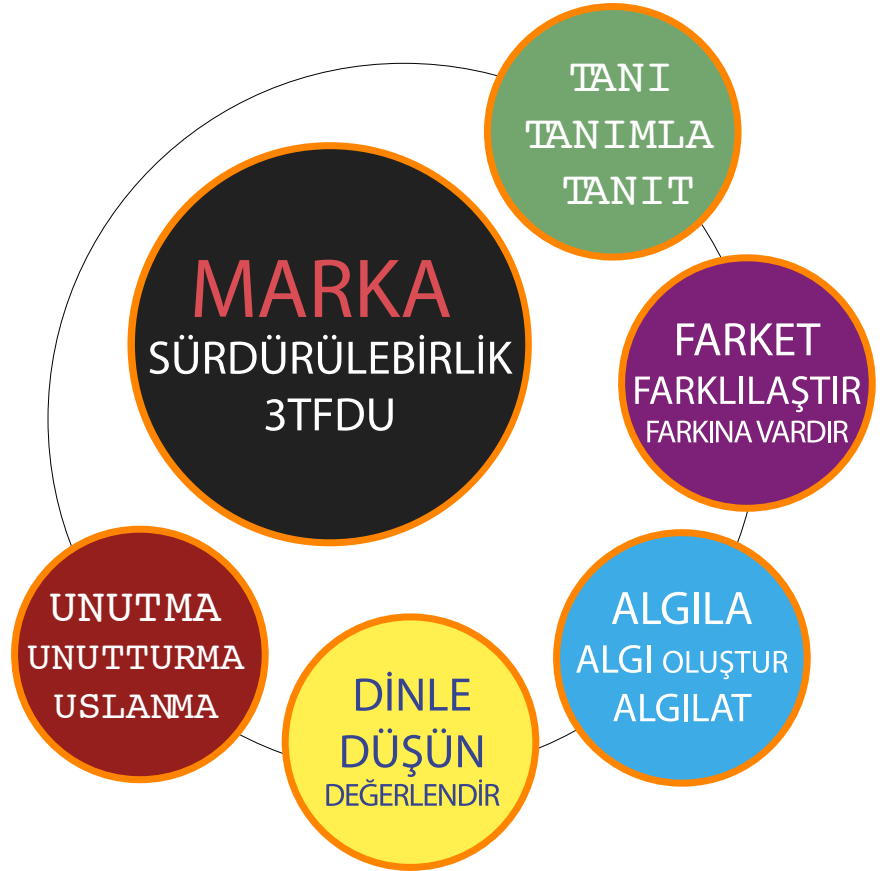 MARKA
SÜRDÜRÜLEBİRLİK
3TFDU
TANI
TANIMLA
TANIT
FARKET
FARKLILAŞTIR
FARKINA VARDIR
ALGILA
ALGI OLUŞTUR
ALGILAT
DİNLE
DÜŞÜN
DEĞERLENDİR
UNUTMA
UNUTTURMA
USLANMA